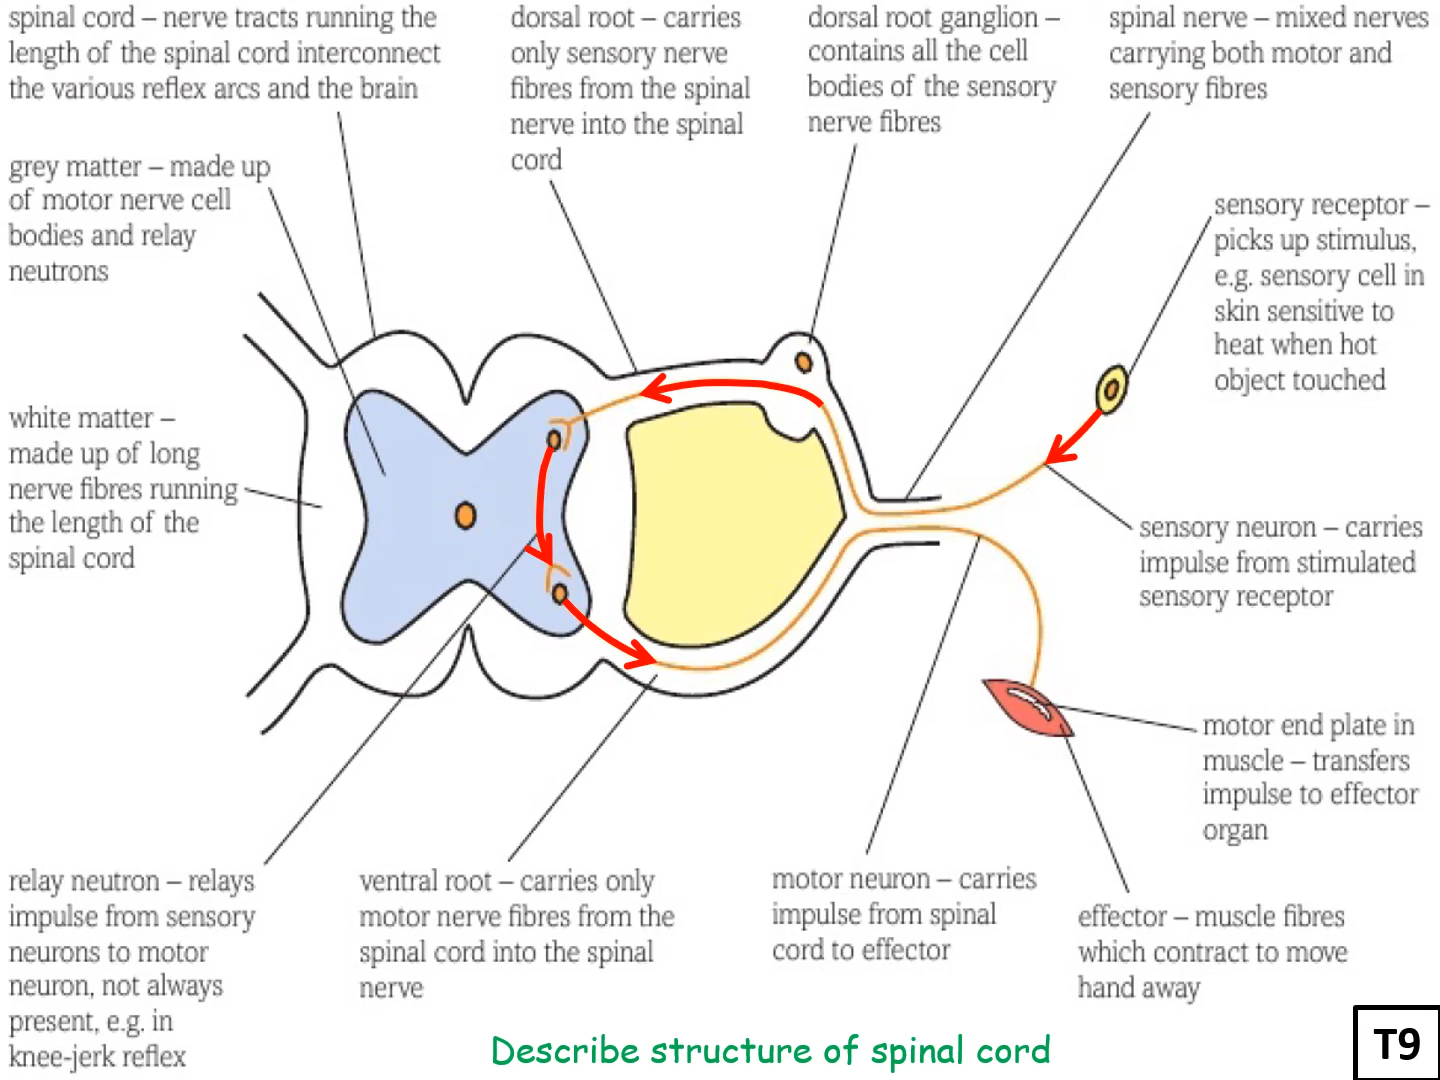 spinal cord – nerve tracts running the
length of the spinal cord interconnect
the various reflex arcs and the brain
dorsal root – carries
only sensory nerve
fibres from the spinal
nerve into the spinal
cord
dorsal root ganglion –
contains all the cell
bodies of the sensory
nerve fibres
spinal nerve – mixed nerves
carrying both motor and
sensory fibres
grey matter – made up
of motor nerve cell
bodies and relay
neutrons
sensory receptor –
picks up stimulus,
e.g. sensory cell in
skin sensitive to
heat when hot
object touched
white matter –
made up of long
nerve fibres running
the length of the
spinal cord
sensory neuron – carries
impulse from stimulated
sensory receptor
motor end plate in
muscle – transfers
impulse to effector
organ
relay neutron – relays
impulse from sensory
neurons to motor
neuron, not always
present, e.g. in
knee-jerk reflex
ventral root – carries only
motor nerve fibres from the
spinal cord into the spinal
nerve
motor neuron – carries
impulse from spinal
cord to effector
effector – muscle fibres
which contract to move
hand away
Describe structure of spinal cord
T9